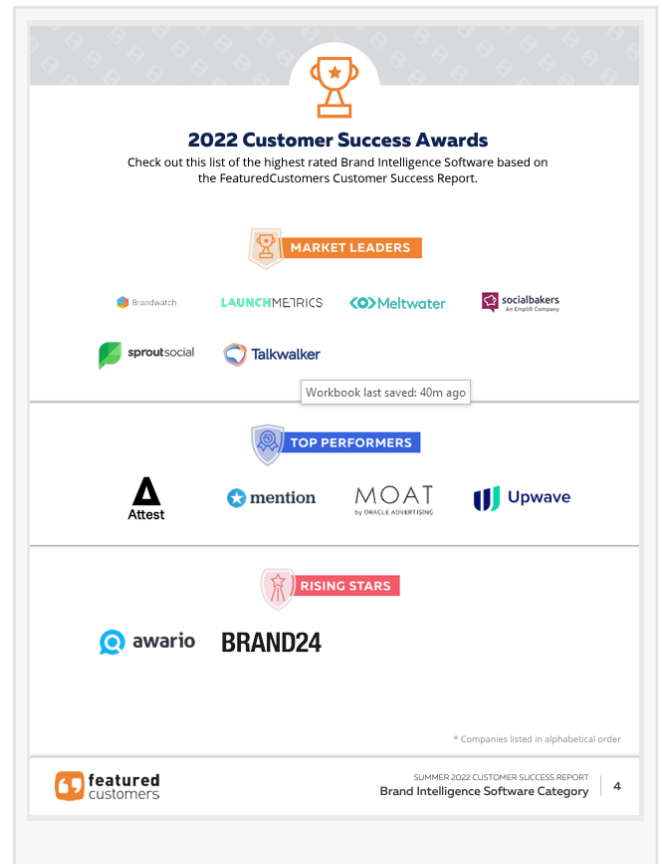 2022 Customer Success Awards
Check out this list of the highest rated Brand Intelligence Software based on
the FeaturedCustomers Customer Success Report.
MARKET LEADERS
Brandwatch
LAUNCHMETRICS
Meltwater
socialbakers
An Emplifi Company
sproutsocial
Talkwalker
Workbook last saved: 40m ago
TOP PERFORMERS
Attest
mention
MOAT
by ORACLE ADVERTISING
Upwave
RISING STARS
awario
BRAND24
* Companies listed in alphabetical order
featured
customers
SUMMER 2022 CUSTOMER SUCCESS REPORT
Brand Intelligence Software Category
4